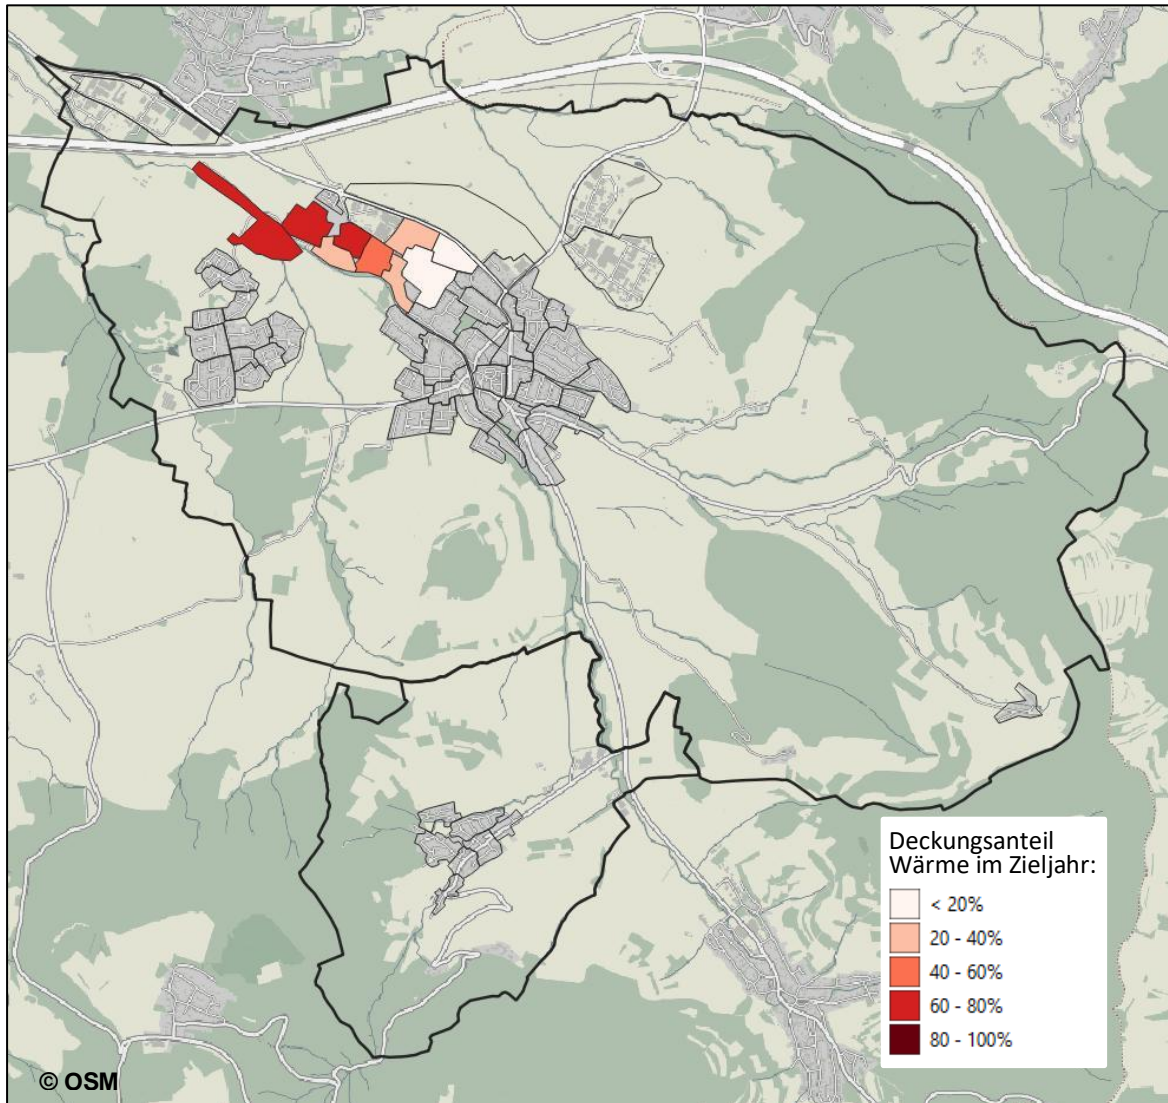 Deckungsanteil
Wärme im Zieljahr:
< 20%
20 - 40%
40 - 60%
60 - 80%
80 - 100%
© OSM